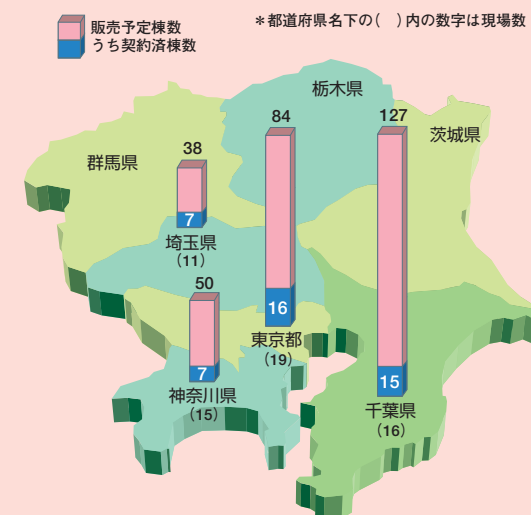 販売予定棟数
うち契約済棟数
＊都道府県名下の(　)内の数字は現場数
栃木県
84
127
茨城県
38
群馬県
7
埼玉県
(11)
50
16
東京都
(19)
7
神奈川県
(15)
15
千葉県
(16)